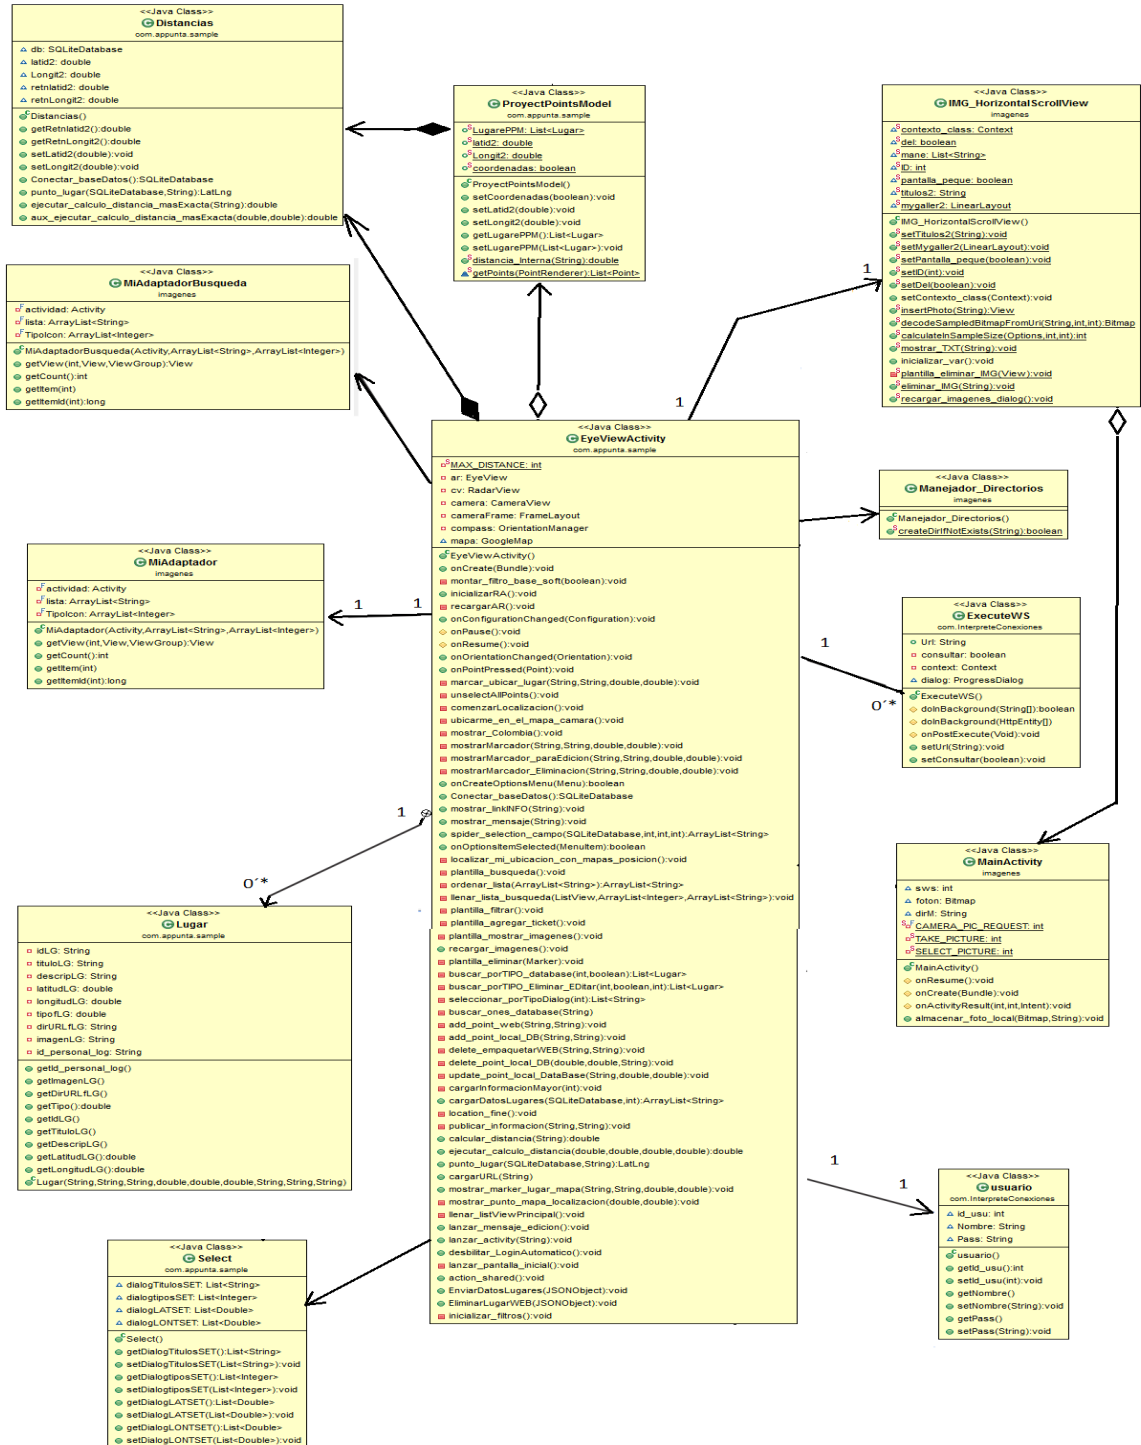 <<Java Class>>
Distancias
com.appunta.sample
db: SQLiteDatabase
latid2: double
Longit2: double
retnlatid2: double
retnLongit2: double
Distancias()
getRetnlatid2():double
getRetnLongit2():double
setLatid2(double):void
setLongit2(double):void
Conectar_baseDatos():SQLiteDatabase
punto_lugar(SQLiteDatabase,String):LatLng
ejecutar_calculo_distancia_masExacta(String):double
aux_ejecutar_calculo_distancia_masExacta(double,double):double
<<Java Class>>
ProyectPointsModel
com.appunta.sample
LugarePPM: List<Lugar>
latid2: double
Longit2: double
coordenadas: boolean
ProyectPointsModel()
setCoordenadas(boolean):void
setLatid2(double):void
setLongit2(double):void
getLugarePPM():List<Lugar>
setLugarePPM(List<Lugar>):void
distancia_Interna(String):double
getPoints(PointRenderer):List<Point>
<<Java Class>>
IMG_HorizontalScrollView
imagenes
contexto_class: Context
del: boolean
mane: List<String>
ID: int
pantalla_peque: boolean
titulos2: String
mygaller2: LinearLayout
IMG_HorizontalScrollView()
setTitulos2(String):void
setMygaller2(LinearLayout):void
setPantalla_peque(boolean):void
setID(int):void
setDel(boolean):void
setContexto_class(Context):void
insertPhoto(String):View
decodeSampledBitmapFromUri(String,int,int):Bitmap
calculateInSampleSize(Options,int,int):int
mostrar_TXT(String):void
inicializar_var():void
plantilla_eliminar_IMG(View):void
eliminar_IMG(String):void
recargar_imagenes_dialog():void
<<Java Class>>
MiAdaptadorBusqueda
imagenes
actividad: Activity
lista: ArrayList<String>
TipoIcon: ArrayList<Integer>
MiAdaptadorBusqueda(Activity,ArrayList<String>,ArrayList<Integer>)
getView(int,View,ViewGroup):View
getCount():int
getItem(int)
getItemId(int):long
1
1
<<Java Class>>
EyeViewActivity
com.appunta.sample
MAX_DISTANCE: int
ar: EyeView
cv: RadarView
camera: CameraView
cameraFrame: FrameLayout
compass: OrientationManager
mapa: GoogleMap
EyeViewActivity()
onCreate(Bundle):void
montar_filtro_base_soft(boolean):void
inicializarRA():void
recargarAR():void
onConfigurationChanged(Configuration):void
onPause():void
onResume():void
onOrientationChanged(Orientation):void
onPointPressed(Point):void
marcar_ubicar_lugar(String,String,double,double):void
unselectAllPoints():void
comenzarLocalizacion():void
ubicarme_en_el_mapa_camara():void
mostrar_Colombia():void
mostrarMarcador(String,String,double,double):void
mostrarMarcador_paraEdicion(String,String,double,double):void
mostrarMarcador_Eliminacion(String,String,double,double):void
onCreateOptionsMenu(Menu):boolean
Conectar_baseDatos():SQLiteDatabase
mostrar_linkINFO(String):void
mostrar_mensaje(String):void
spider_selection_campo(SQLiteDatabase,int,int,int):ArrayList<String>
onOptionsItemSelected(MenuItem):boolean
localizar_mi_ubicacion_con_mapas_posicion():void
plantilla_busqueda():void
ordenar_lista(ArrayList<String>):ArrayList<String>
llenar_lista_busqueda(ListView,ArrayList<Integer>,ArrayList<String>):void
plantilla_filtrar():void
plantilla_agregar_ticket():void
plantilla_mostrar_imagenes():void
recargar_imagenes():void
plantilla_eliminar(Marker):void
buscar_porTIPO_database(int,boolean):List<Lugar>
buscar_porTIPO_Eliminar_EDitar(int,boolean,int):List<Lugar>
seleccionar_porTipoDialog(int):List<String>
buscar_ones_database(String)
add_point_web(String,String):void
add_point_local_DB(String,String):void
delete_empaquetarWEB(String,String):void
delete_point_local_DB(double,double,String):void
update_point_local_DataBase(String,double,double):void
cargarInformacionMayor(int):void
cargarDatosLugares(SQLiteDatabase,int):ArrayList<String>
location_fine():void
publicar_informacion(String,String):void
calcular_distancia(String):double
ejecutar_calculo_distancia(double,double,double,double):double
punto_lugar(SQLiteDatabase,String):LatLng
cargarURL(String)
mostrar_marker_lugar_mapa(String,String,double,double):void
mostrar_punto_mapa_localizacion(double,double):void
llenar_listViewPrincipal():void
lanzar_mensaje_edicion():void
lanzar_activity(String):void
desbilitar_LoginAutomatico():void
lanzar_pantalla_inicial():void
action_shared():void
EnviarDatosLugares(JSONObject):void
EliminarLugarWEB(JSONObject):void
inicializar_filtros():void
<<Java Class>>
Manejador_Directorios
imagenes
Manejador_Directorios()
createDirIfNotExists(String):boolean
<<Java Class>>
MiAdaptador
imagenes
actividad: Activity
lista: ArrayList<String>
TipoIcon: ArrayList<Integer>
MiAdaptador(Activity,ArrayList<String>,ArrayList<Integer>)
getView(int,View,ViewGroup):View
getCount():int
getItem(int)
getItemId(int):long
1 1
<<Java Class>>
ExecuteWS
com.InterpreteConexiones
Url: String
consultar: boolean
context: Context
dialog: ProgressDialog
ExecuteWS()
doInBackground(String[]):boolean
doInBackground(HttpEntity[])
onPostExecute(Void):void
setUrl(String):void
setConsultar(boolean):void
1
0´*
1
0´*
<<Java Class>>
MainActivity
imagenes
sws: int
foton: Bitmap
dirM: String
CAMERA_PIC_REQUEST: int
TAKE_PICTURE: int
SELECT_PICTURE: int
MainActivity()
onResume():void
onCreate(Bundle):void
onActivityResult(int,int,Intent):void
almacenar_foto_local(Bitmap,String):void
<<Java Class>>
Lugar
com.appunta.sample
idLG: String
tituloLG: String
descripLG: String
latitudLG: double
longitudLG: double
tipofLG: double
dirURLfLG: String
imagenLG: String
id_personal_log: String
getId_personal_log()
getImagenLG()
getDirURLfLG()
getTipo():double
getIdLG()
getTituloLG()
getDescripLG()
getLatitudLG():double
getLongitudLG():double
Lugar(String,String,String,double,double,double,String,String,String)
1
1
<<Java Class>>
usuario
com.InterpreteConexiones
id_usu: int
Nombre: String
Pass: String
usuario()
getId_usu():int
setId_usu(int):void
getNombre()
setNombre(String):void
getPass()
setPass(String):void
<<Java Class>>
Select
com.appunta.sample
dialogTitulosSET: List<String>
dialogtiposSET: List<Integer>
dialogLATSET: List<Double>
dialogLONTSET: List<Double>
Select()
getDialogTitulosSET():List<String>
setDialogTitulosSET(List<String>):void
getDialogtiposSET():List<Integer>
setDialogtiposSET(List<Integer>):void
getDialogLATSET():List<Double>
setDialogLATSET(List<Double>):void
getDialogLONTSET():List<Double>
setDialogLONTSET(List<Double>):void